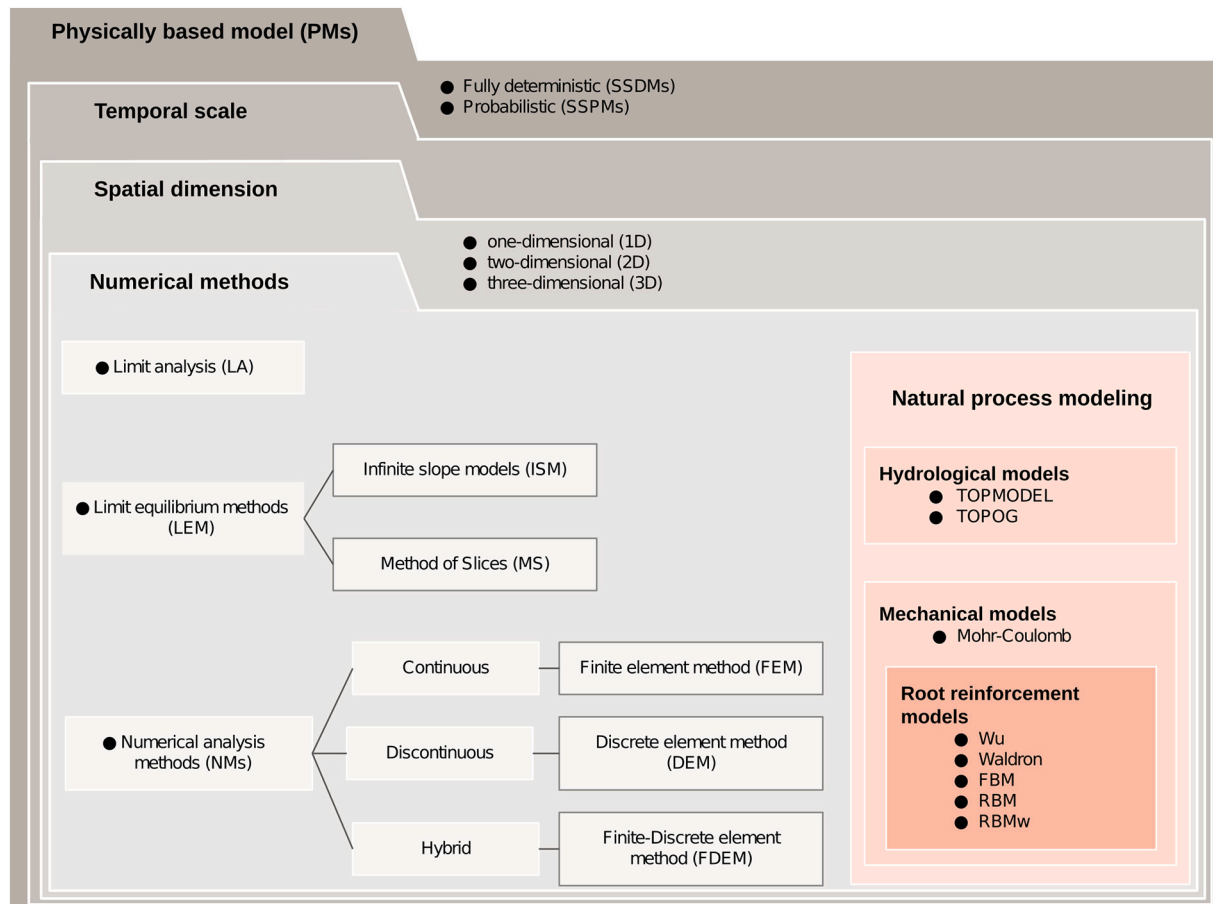 Physically based model (PMs)
● Fully deterministic (SSDMs)
● Probabilistic (SSPMs)
Temporal scale
Spatial dimension
● one-dimensional (1D)
● two-dimensional (2D)
● three-dimensional (3D)
Numerical methods
● Limit analysis (LA)
● Limit equilibrium methods
(LEM)
Infinite slope models (ISM)
Method of Slices (MS)
● Numerical analysis
methods (NMs)
Continuous
Finite element method (FEM)
Discontinuous
Discrete element method
(DEM)
Hybrid
Finite-Discrete element
method (FDEM)
Natural process modeling
Hydrological models
● TOPMODEL
● TOPOG
Mechanical models
● Mohr-Coulomb
Root reinforcement
models
● Wu
● Waldron
● FBM
● RBM
● RBMw